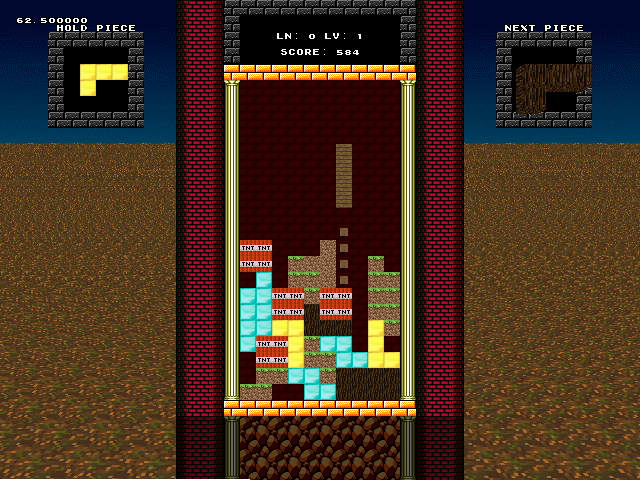 62.500000
HOLD PIECE
LN: 0 LV: 1
SCORE: 584
NEXT PIECE
TNT TNT
TNT TNT
TNT TNT TNT TNT
TNT TNT TNT TNT
TNT TNT
TNT TNT